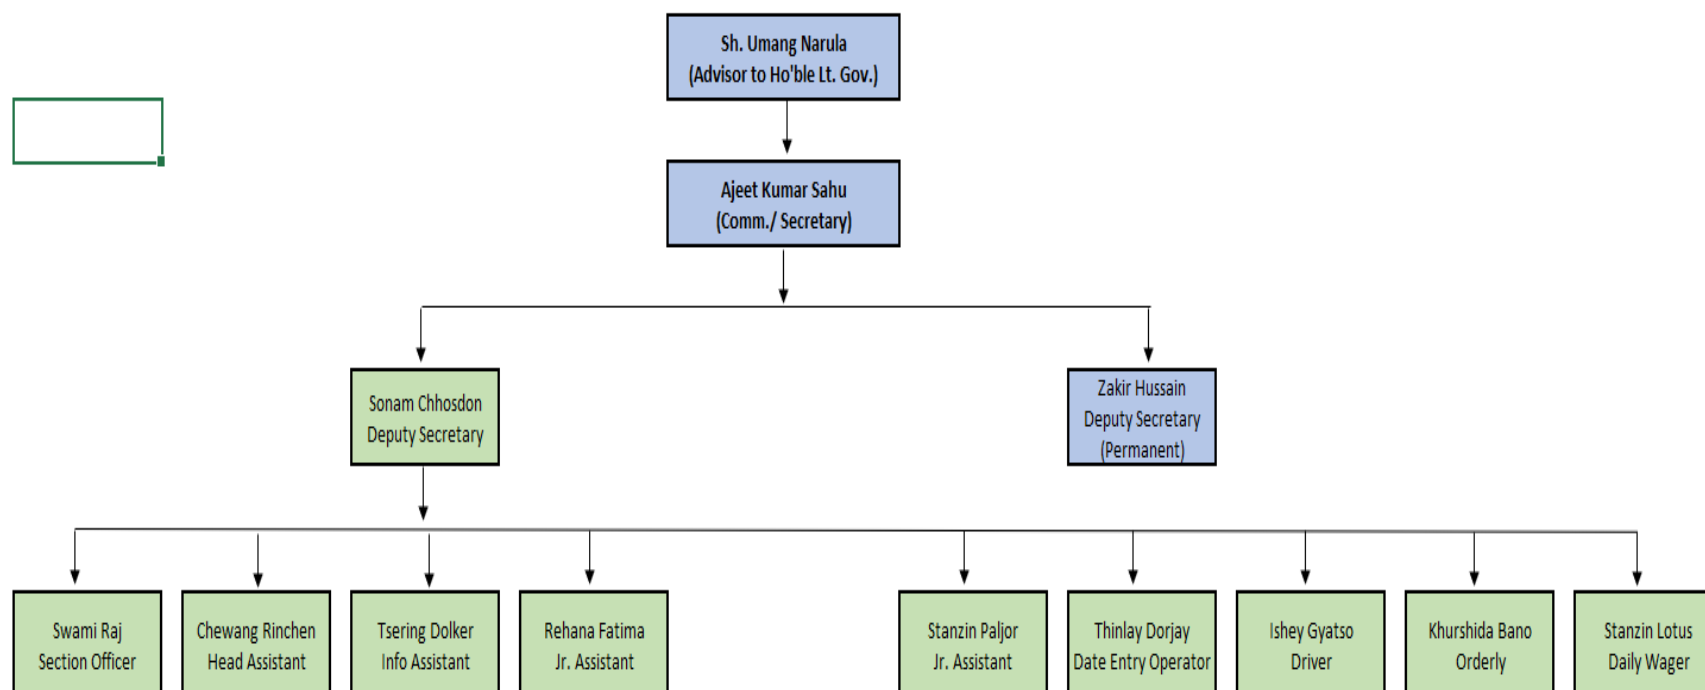 Sh. Umang Narula
(Advisor to Ho'ble Lt. Gov.)
Ajeet Kumar Sahu
(Comm./ Secretary)
Sonam Chhosdon
Deputy Secretary
Zakir Hussain
Deputy Secretary
(Permanent)
Swami Raj
Section Officer
Chewang Rinchen
Head Assistant
Tsering Dolker
Info Assistant
Rehana Fatima
Jr. Assistant
Stanzin Paljor
Jr. Assistant
Thinlay Dorjay
Date Entry Operator
Ishey Gyatso
Driver
Khurshida Bano
Orderly
Stanzin Lotus
Daily Wager